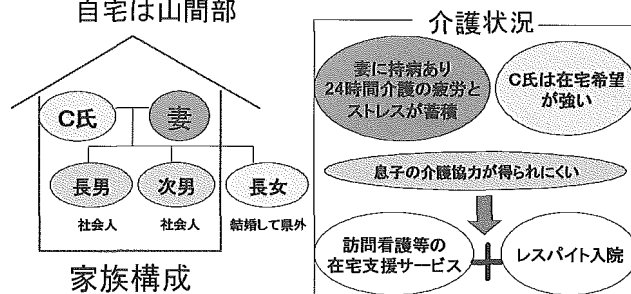 自宅は山間部
C氏
妻
長男
次男
長女
社会人
社会人
結婚して県外
家族構成
介護状況
妻に持病あり
24時間介護の疲労と
ストレスが蓄積
C氏は在宅希望
が強い
息子の介護協力が得られにくい
訪問看護等の
在宅支援サービス
+
レスパイト入院